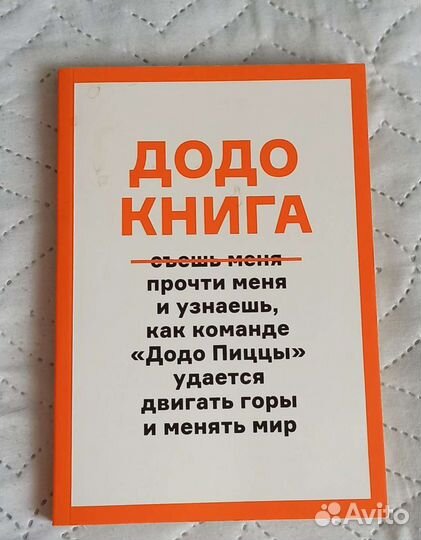 ДОДО
КНИГА
съешь меня
прочти меня
и узнаешь,
как команде
«Додо Пиццы»
удается
двигать горы
и менять мир
Avito